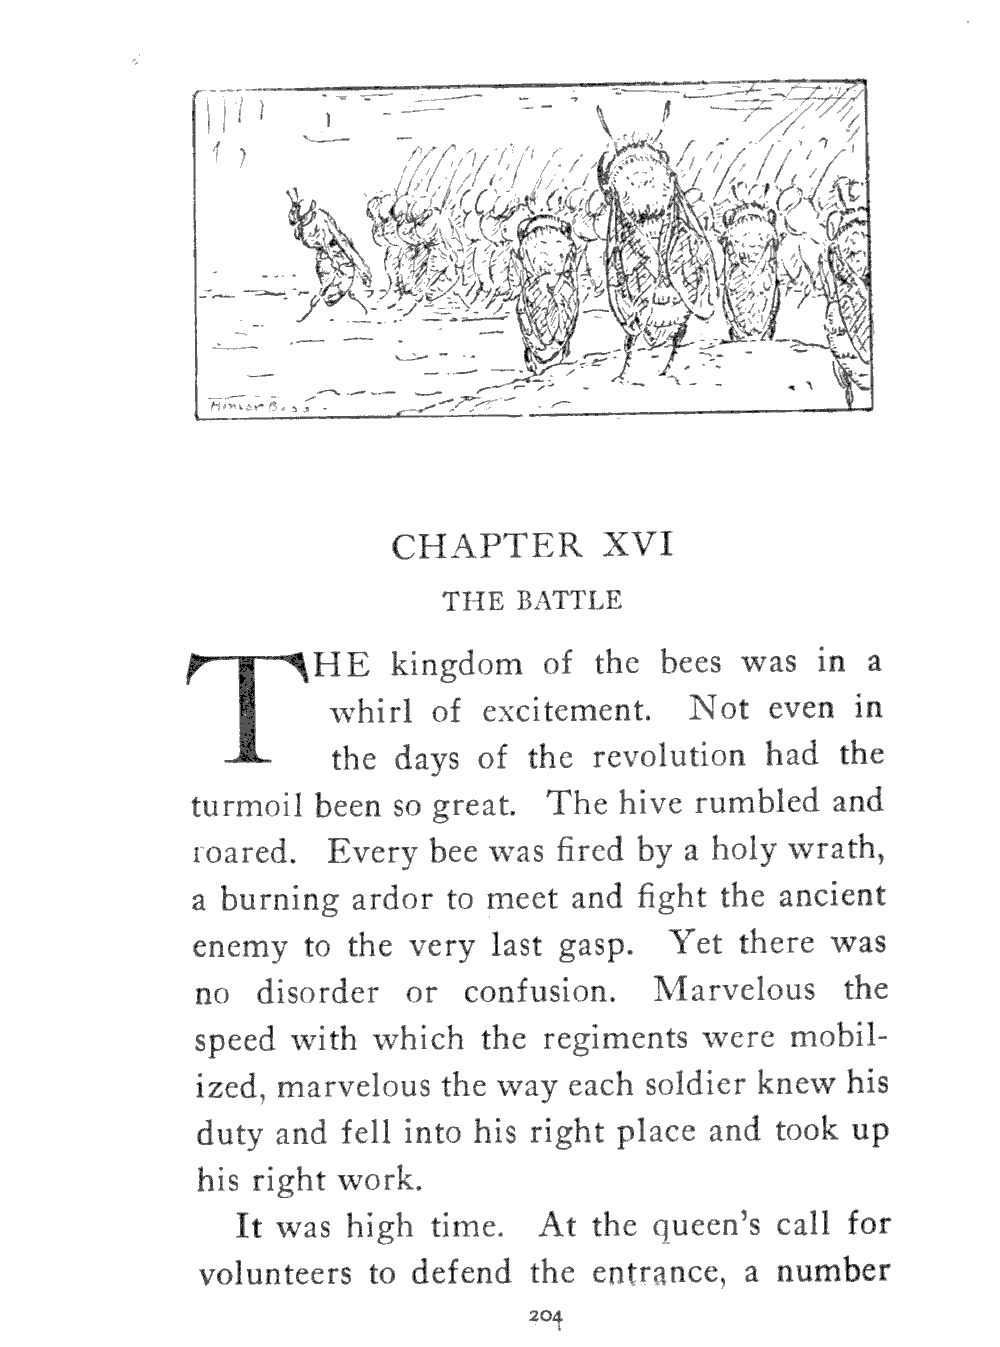 CHAPTER XVI
THE BATTLE
THE kingdom of the bees was in a
whirl of excitement. Not even in
the days of the revolution had the
turmoil been so great. The hive rumbled and
roared. Every bee was fired by a holy wrath,
a burning ardor to meet and fight the ancient
enemy to the very last gasp. Yet there was
no disorder or confusion. Marvelous the
speed with which the regiments were mobil-
ized, marvelous the way each soldier knew his
duty and fell into his right place and took up
his right work.
It was high time. At the queen's call for
volunteers to defend the entrance, a number
204